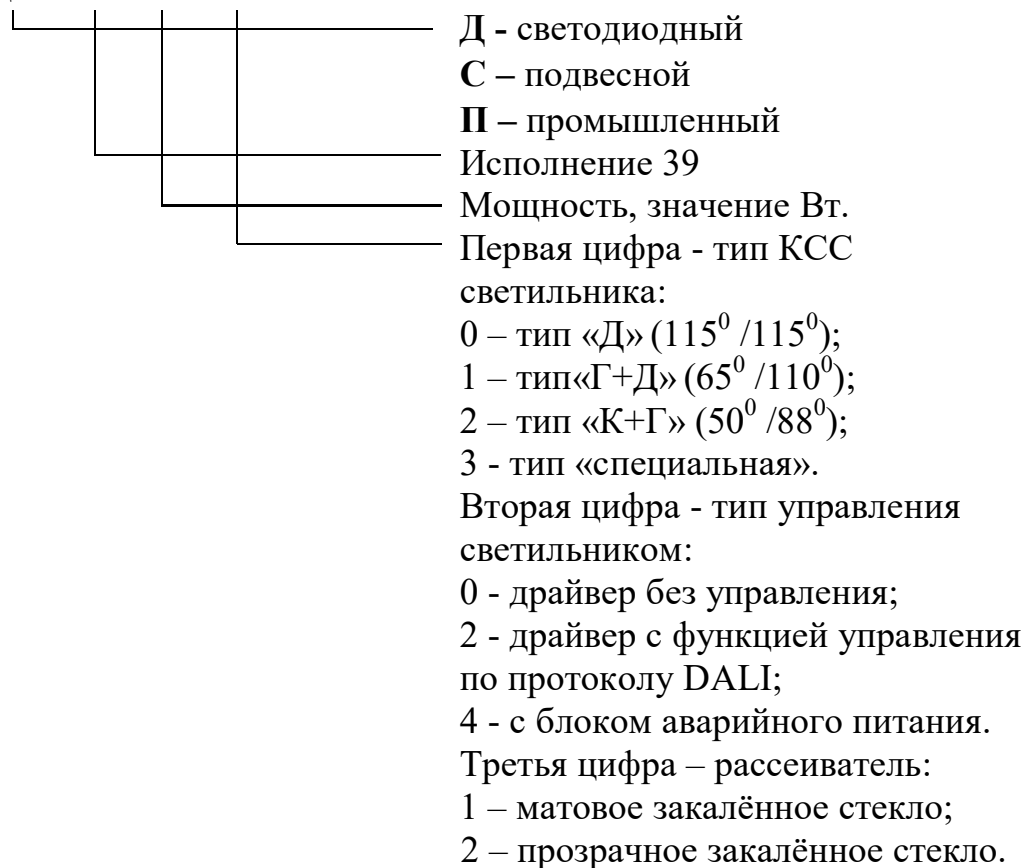 Д - светодиодный
С – подвесной
П – промышленный
Исполнение 39
Мощность, значение Вт.
Первая цифра - тип КСС
светильника:
0 – тип «Д» (115⁰ /115⁰);
1 – тип«Г+Д» (65⁰ /110⁰);
2 – тип «К+Г» (50⁰ /88⁰);
3 - тип «специальная».
Вторая цифра - тип управления
светильником:
0 - драйвер без управления;
2 - драйвер с функцией управления
по протоколу DALI;
4 - с блоком аварийного питания.
Третья цифра – рассеиватель:
1 – матовое закалённое стекло;
2 – прозрачное закалённое стекло.